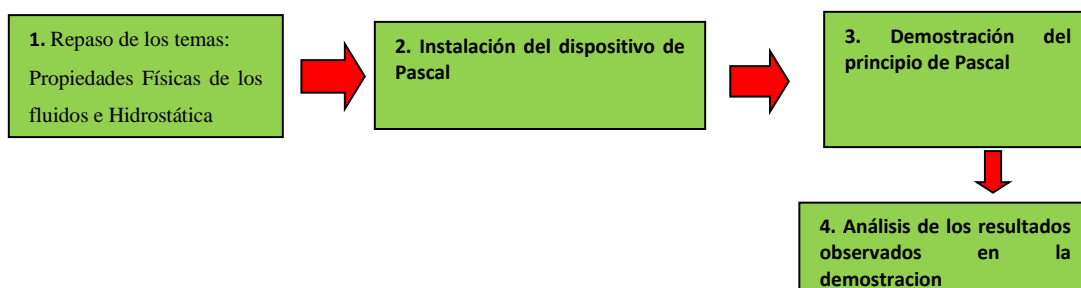 1. Repaso de los temas:
Propiedades Físicas de los
fluidos e Hidrostática
2. Instalación del dispositivo de
Pascal
3. Demostración del
principio de Pascal
4. Análisis de los resultados
observados en la
demostracion